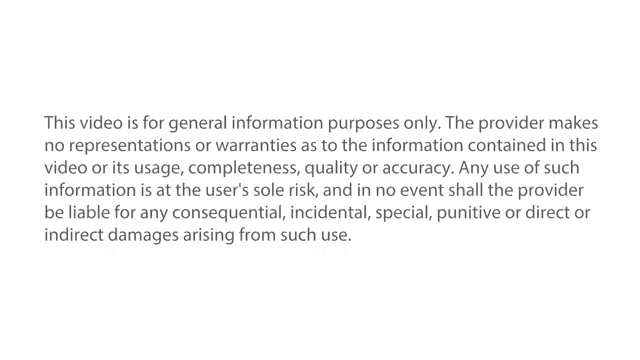 This video is for general information purposes only. The provider makes
no representations or warranties as to the information contained in this
video or its usage, completeness, quality or accuracy. Any use of such
information is at the user's sole risk, and in no event shall the provider
be liable for any consequential, incidental, special, punitive or direct or
indirect damages arising from such use.